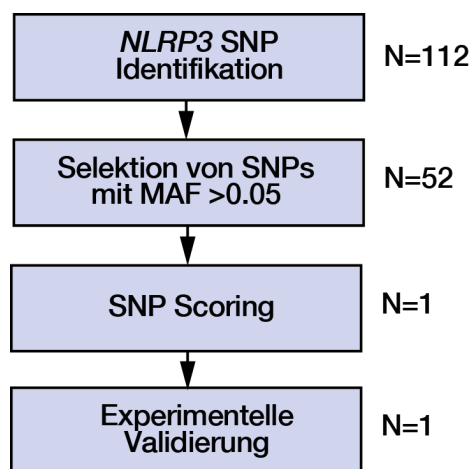 NLRP3 SNP
Identifikation
N=112
Selektion von SNPs
mit MAF >0.05
N=52
SNP Scoring
N=1
Experimentelle
Validierung
N=1